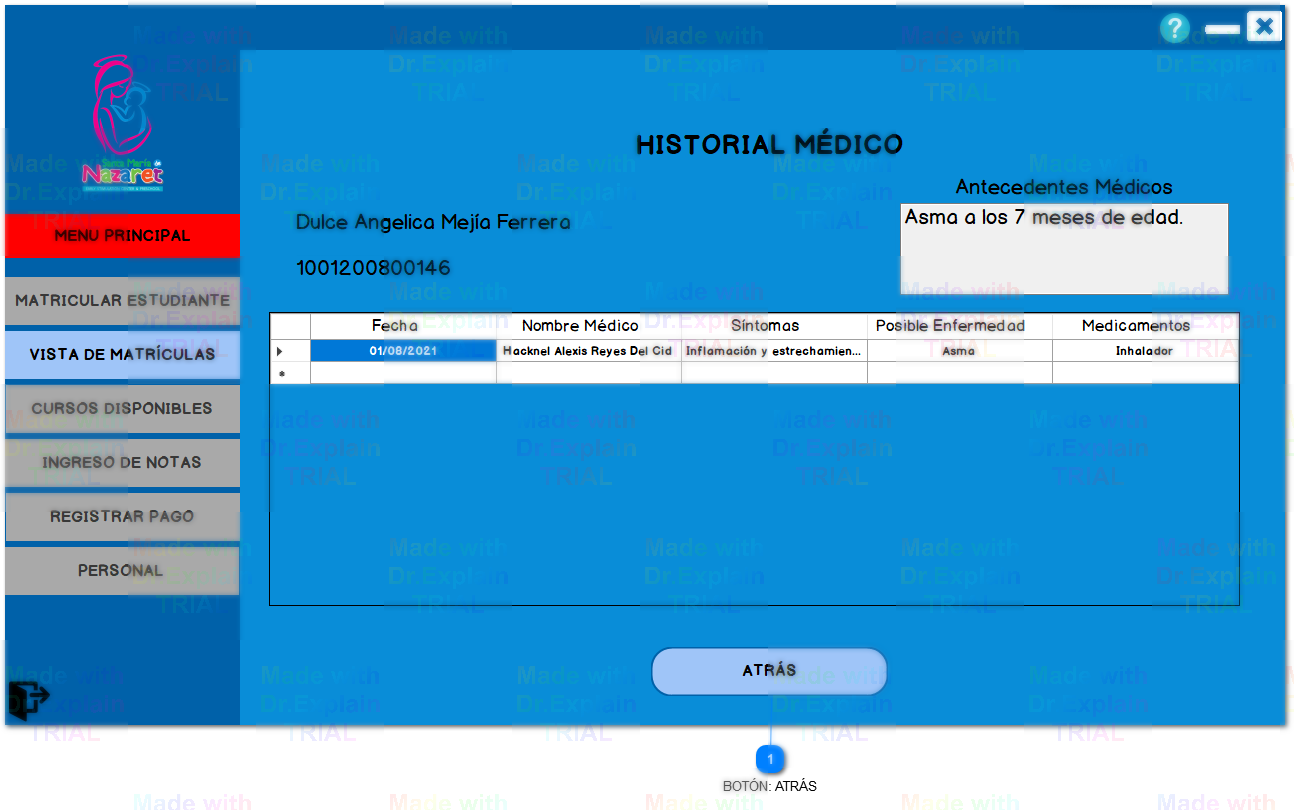 ?
HISTORIAL MÉDICO
Santa María de
Nazaret
Antecedentes Médicos
Asma a los 7 meses de edad.
Dulce Angelica Mejía Ferrera
1001200800146
MENU PRINCIPAL
MATRICULAR ESTUDIANTE
VISTA DE MATRÍCULAS
CURSOS DISPONIBLES
INGRESO DE NOTAS
REGISTRAR PAGO
PERSONAL
Fecha Nombre Médico Síntomas Posible Enfermedad Medicamentos
01/08/2021 Hacknel Alexis Reyes Del Cid Inflamación y estrechamien... Asma Inhalador
ATRÁS
1
BOTÓN: ATRÁS
Made with
Dr.Explain
TRIAL